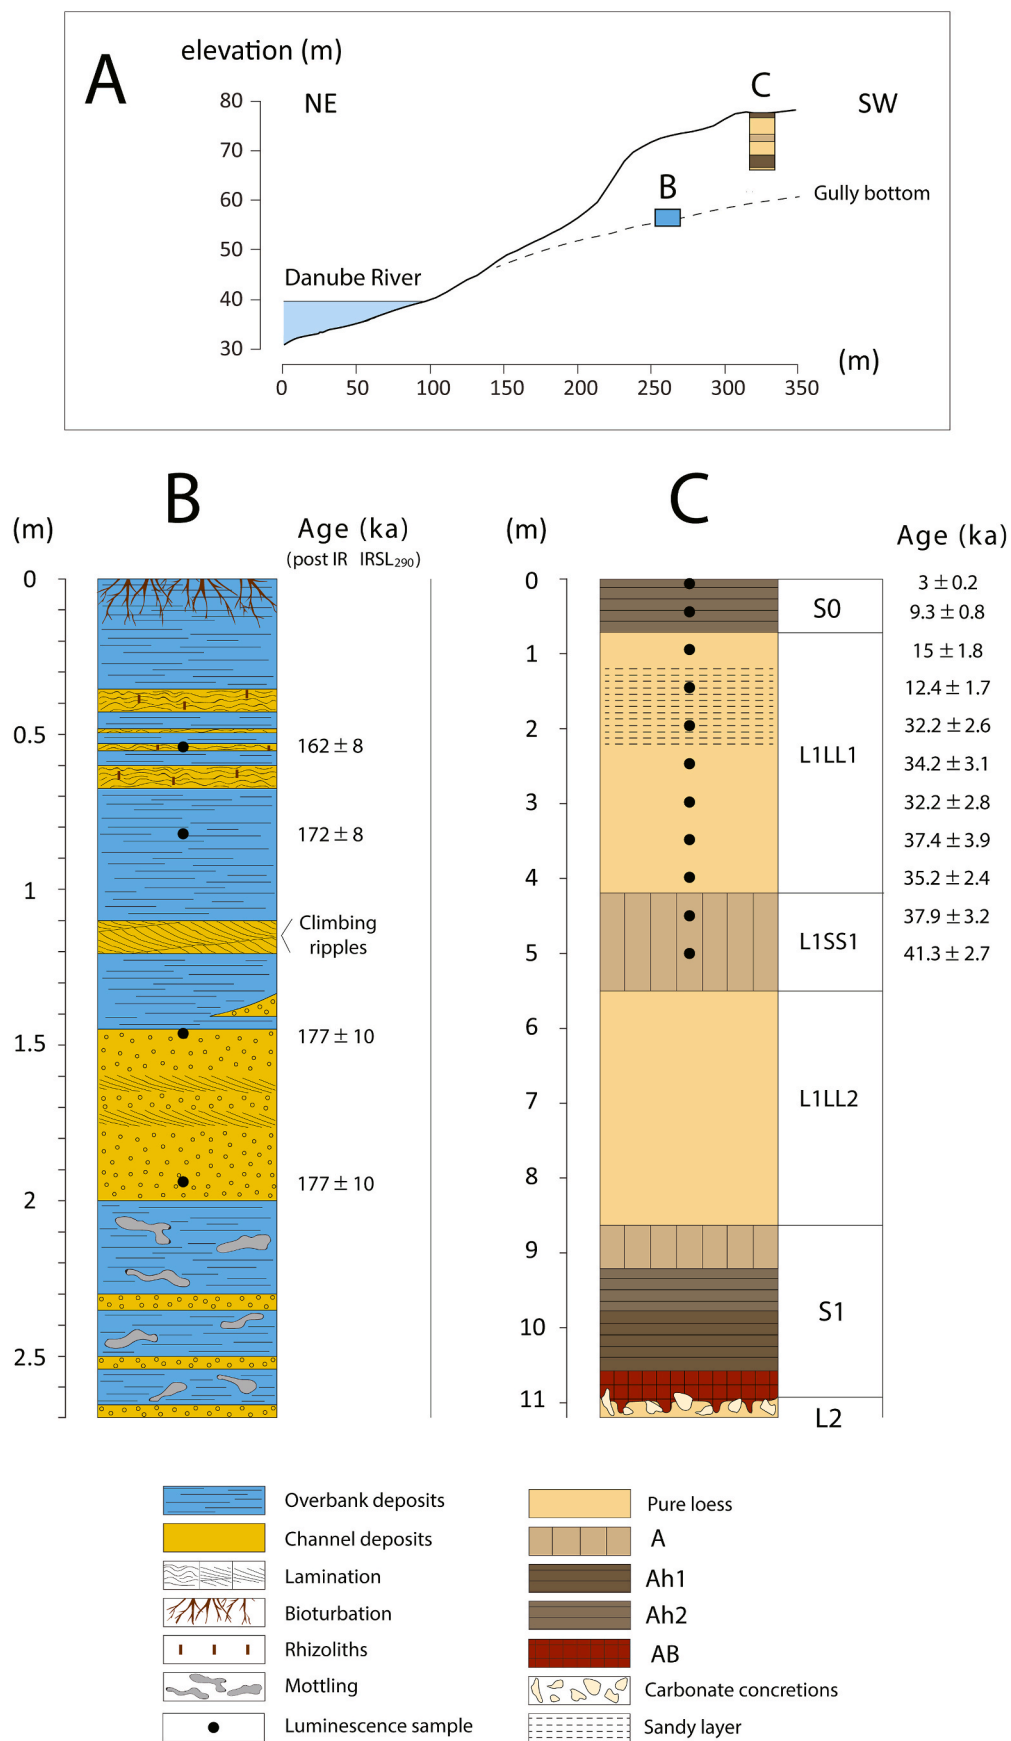 A
elevation (m)
80
70
60
50
40
30
NE
C
SW
B
Gully bottom
Danube River
(m)
0 50 100 150 200 250 300 350
B
(m)
Age (ka)
(post IR IRSL290)
0
0.5
1
1.5
2
2.5
162 ± 8
172 ± 8
Climbing
ripples
177 ± 10
177 ± 10
C
(m)
Age (ka)
0
1
2
3
4
5
6
7
8
9
10
11
S0
L1LL1
L1SS1
L1LL2
S1
L2
3 ± 0.2
9.3 ± 0.8
15 ± 1.8
12.4 ± 1.7
32.2 ± 2.6
34.2 ± 3.1
32.2 ± 2.8
37.4 ± 3.9
35.2 ± 2.4
37.9 ± 3.2
41.3 ± 2.7
Overbank deposits
Channel deposits
Lamination
Bioturbation
Rhizoliths
Mottling
Luminescence sample
Pure loess
A
Ah1
Ah2
AB
Carbonate concretions
Sandy layer